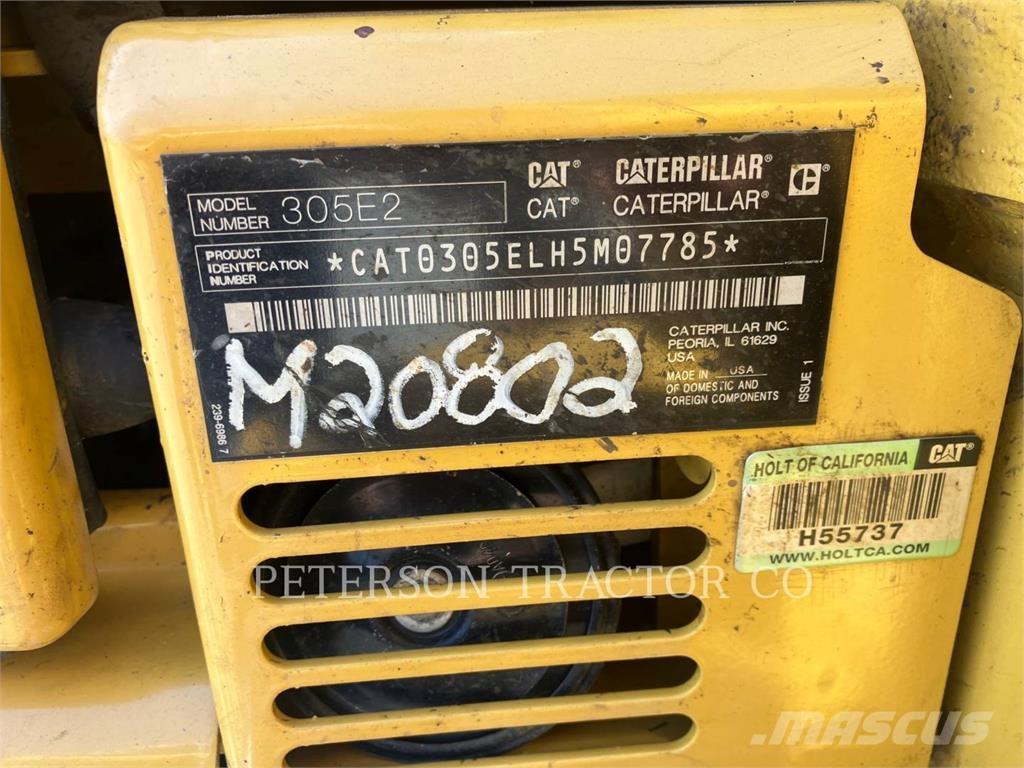 CAT® CATERPILLAR®
CAT® CATERPILLAR®
MODEL NUMBER 305E2
PRODUCT IDENTIFICATION NUMBER *CAT0305ELH5M07785*
CATERPILLAR INC.
PEORIA, IL 61629
USA
MADE IN USA
OF DOMESTIC AND
FOREIGN COMPONENTS
ISSUE 1
M20802
239-6986 7
HOLT OF CALIFORNIA CAT®
H55737
WWW.HOLTCA.COM
PETERSON TRACTOR CO
MASCUS